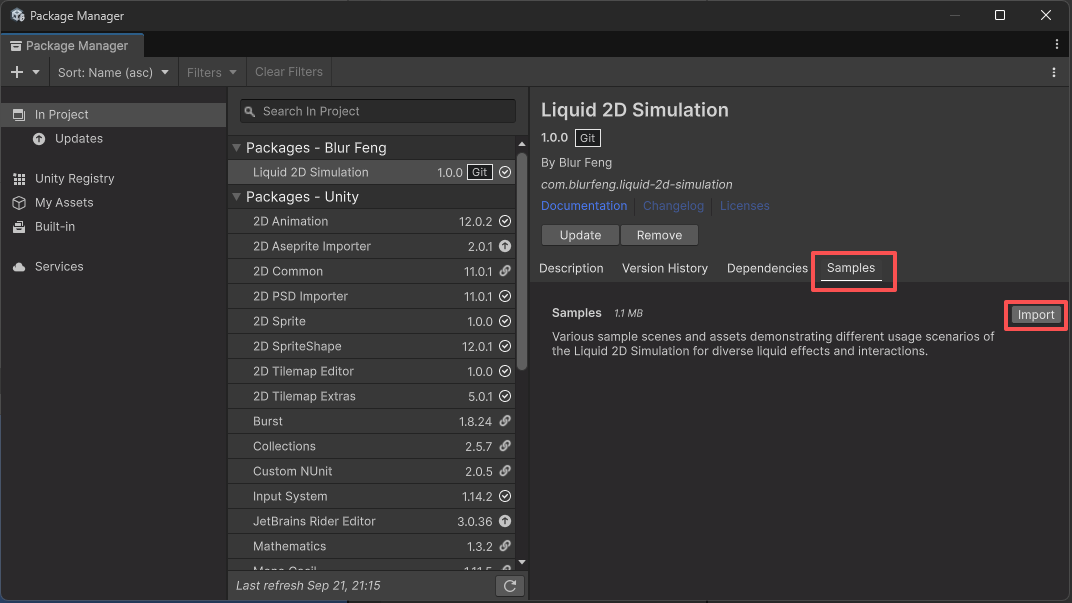 Package Manager
Package Manager
Sort: Name (asc)
Filters
Clear Filters
In Project
Updates
Unity Registry
My Assets
Built-in
Services
Search In Project
Packages - Blur Feng
Liquid 2D Simulation 1.0.0 Git
Packages - Unity
2D Animation 12.0.2
2D Aseprite Importer 2.0.1
2D Common 11.0.1
2D PSD Importer 11.0.1
2D Sprite 1.0.0
2D SpriteShape 12.0.1
2D Tilemap Editor 1.0.0
2D Tilemap Extras 5.0.1
Burst 1.8.24
Collections 2.5.7
Custom NUnit 2.0.5
Input System 1.14.2
JetBrains Rider Editor 3.0.36
Mathematics 1.3.2
Last refresh Sep 21, 21:15
Liquid 2D Simulation
1.0.0 Git
By Blur Feng
com.blurfeng.liquid-2d-simulation
Documentation Changelog Licenses
Update Remove
Description Version History Dependencies Samples
Samples 1.1 MB
Import
Various sample scenes and assets demonstrating different usage scenarios of
the Liquid 2D Simulation for diverse liquid effects and interactions.